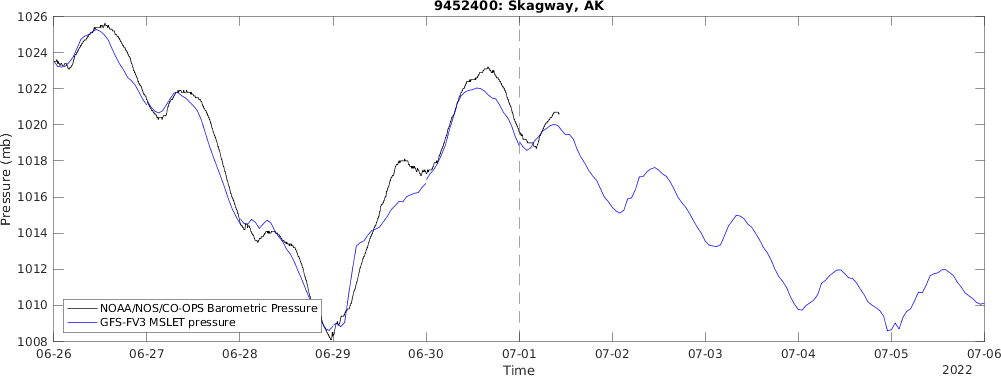 9452400: Skagway, AK
1026
1024
1022
1020
1018
1016
1014
1012
1010
1008
Pressure (mb)
NOAA/NOS/CO-OPS Barometric Pressure
GFS-FV3 MSLET pressure
06-26 06-27 06-28 06-29 06-30 07-01 07-02 07-03 07-04 07-05 07-06
Time
2022